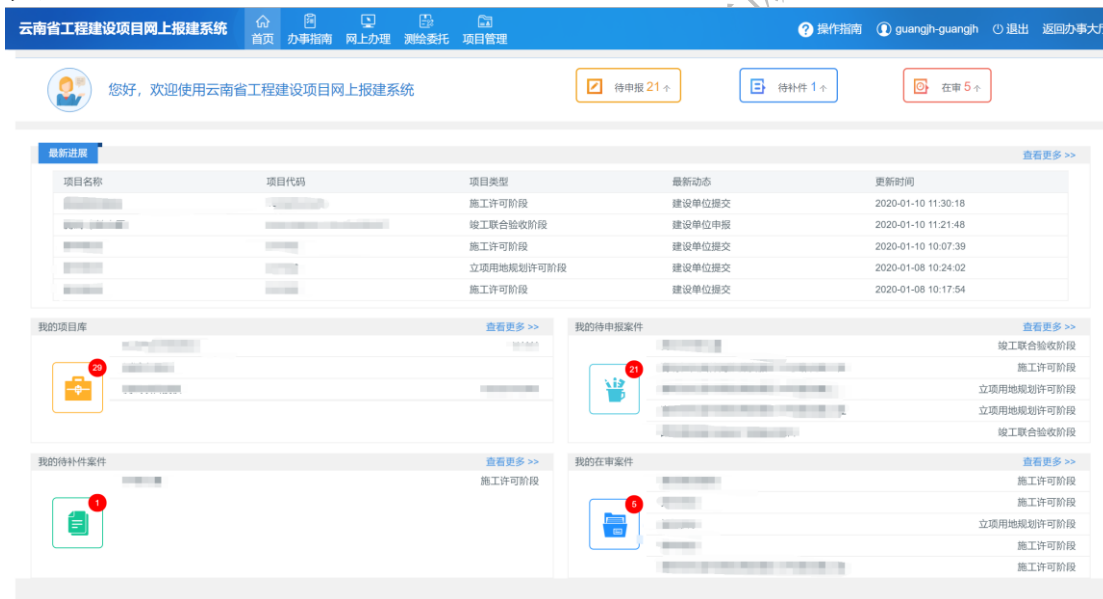 云南省工程建设项目网上报建系统 首页 办事指南 网上办理 测绘委托 项目管理 操作指南 guangjh-guangjh 退出 返回办事大厅
您好，欢迎使用云南省工程建设项目网上报建系统 待申报 21 个 待补件 1 个 在审 5 个
最新进展 查看更多 >>
项目名称 项目代码 项目类型 最新动态 更新时间
施工许可阶段 建设单位提交 2020-01-10 11:30:18
竣工联合验收阶段 建设单位申报 2020-01-10 11:21:48
施工许可阶段 建设单位提交 2020-01-10 10:07:39
立项用地规划许可阶段 建设单位提交 2020-01-08 10:24:02
施工许可阶段 建设单位提交 2020-01-08 10:17:54
我的项目库 查看更多 >>
29
我的待申报案件 查看更多 >>
竣工联合验收阶段
21 施工许可阶段
立项用地规划许可阶段
立项用地规划许可阶段
竣工联合验收阶段
我的待补件案件 查看更多 >>
施工许可阶段
1
我的在审案件 查看更多 >>
施工许可阶段
5 施工许可阶段
立项用地规划许可阶段
施工许可阶段
施工许可阶段